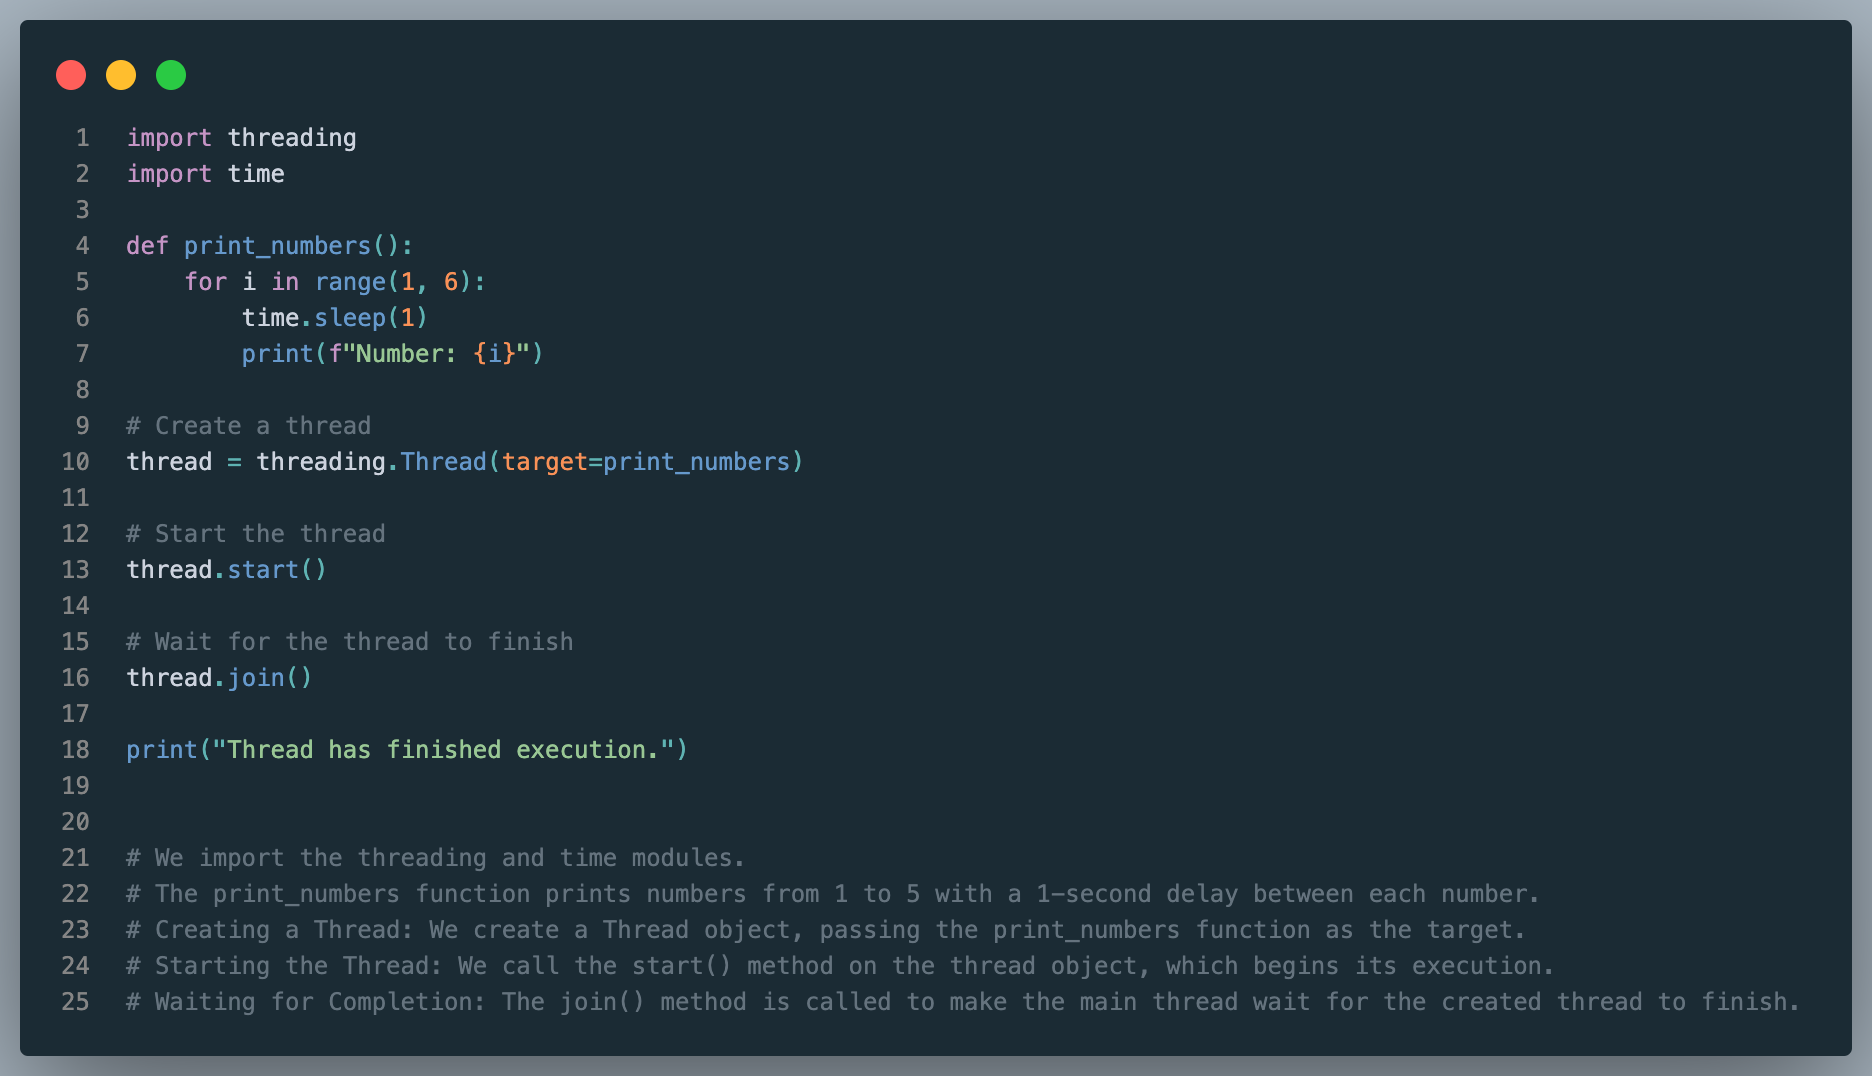 1 import threading
2 import time
3
4 def print_numbers():
5     for i in range(1, 6):
6         time.sleep(1)
7         print(f"Number: {i}")
8
9 # Create a thread
10 thread = threading.Thread(target=print_numbers)
11
12 # Start the thread
13 thread.start()
14
15 # Wait for the thread to finish
16 thread.join()
17
18 print("Thread has finished execution.")
19
20
21 # We import the threading and time modules.
22 # The print_numbers function prints numbers from 1 to 5 with a 1-second delay between each number.
23 # Creating a Thread: We create a Thread object, passing the print_numbers function as the target.
24 # Starting the Thread: We call the start() method on the thread object, which begins its execution.
25 # Waiting for Completion: The join() method is called to make the main thread wait for the created thread to finish.